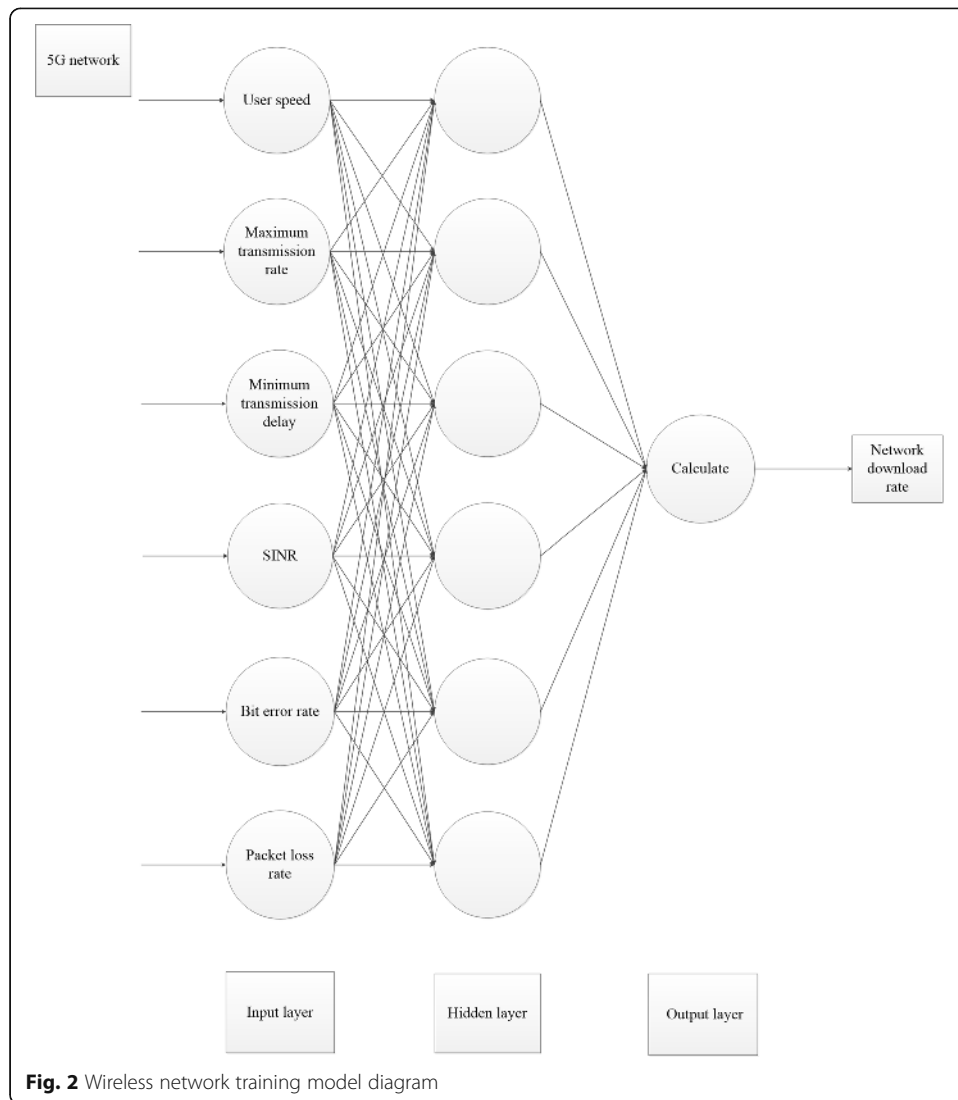 5G network
User speed
Maximum
transmission
rate
Minimum
transmission
delay
SINR
Bit error rate
Packet loss
rate
Calculate
Network
download
rate
Input layer
Hidden layer
Output layer
Fig. 2 Wireless network training model diagram